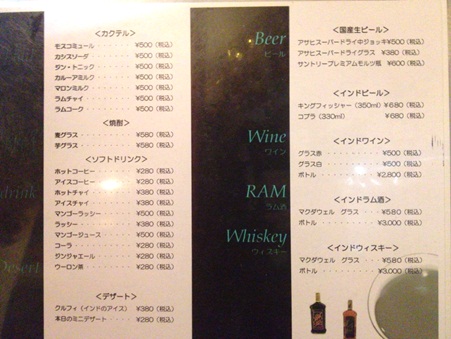 ＜カクテル＞
モスコミュール・・・・・ ¥500（税込）
カシスソーダ・・・・・・ ¥500（税込）
ジン・トニック・・・・・ ¥500（税込）
カルーアミルク・・・・・ ¥500（税込）
マロンミルク・・・・・・ ¥500（税込）
ラムチャイ・・・・・・・ ¥500（税込）
ラムコーク・・・・・・・ ¥500（税込）
＜焼酎＞
麦グラス・・・・・・・・ ¥580（税込）
芋グラス・・・・・・・・ ¥580（税込）
＜ソフトドリンク＞
ホットコーヒー・・・・・ ¥280（税込）
アイスコーヒー・・・・・ ¥280（税込）
ホットチャイ・・・・・・ ¥380（税込）
アイスチャイ・・・・・・ ¥380（税込）
マンゴーラッシー・・・・ ¥500（税込）
ラッシー・・・・・・・・ ¥380（税込）
マンゴージュース・・・・ ¥500（税込）
コーラ・・・・・・・・・ ¥280（税込）
ジンジャエール・・・・・ ¥280（税込）
ウーロン茶・・・・・・・ ¥280（税込）
drink
Desert
＜デザート＞
クルフィ（インドのアイス） ¥380（税込）
本日のミニデザート・・・・ ¥280（税込）
Beer
ビール
＜国産生ビール＞
アサヒスーパードライ中ジョッキ¥500（税込）
アサヒスーパードライグラス ¥380（税込）
サントリープレミアムモルツ瓶 ¥600（税込）
＜インドビール＞
キングフィッシャー（350ml）¥680（税込）
コブラ（330ml） ¥680（税込）
Wine
ワイン
＜インドワイン＞
グラス赤・・・・・・・ ¥500（税込）
グラス白・・・・・・・ ¥500（税込）
ボトル・・・・・・・・ ¥2,800（税込）
RAM
ラム酒
＜インドラム酒＞
マクダウェル グラス・・・ ¥580（税込）
ボトル・・・・・・・・ ¥3,000（税込）
Whiskey
ウィスキー
＜インドウィスキー＞
マクダウェル グラス・・・ ¥580（税込）
ボトル・・・・・・・・ ¥3,000（税込）